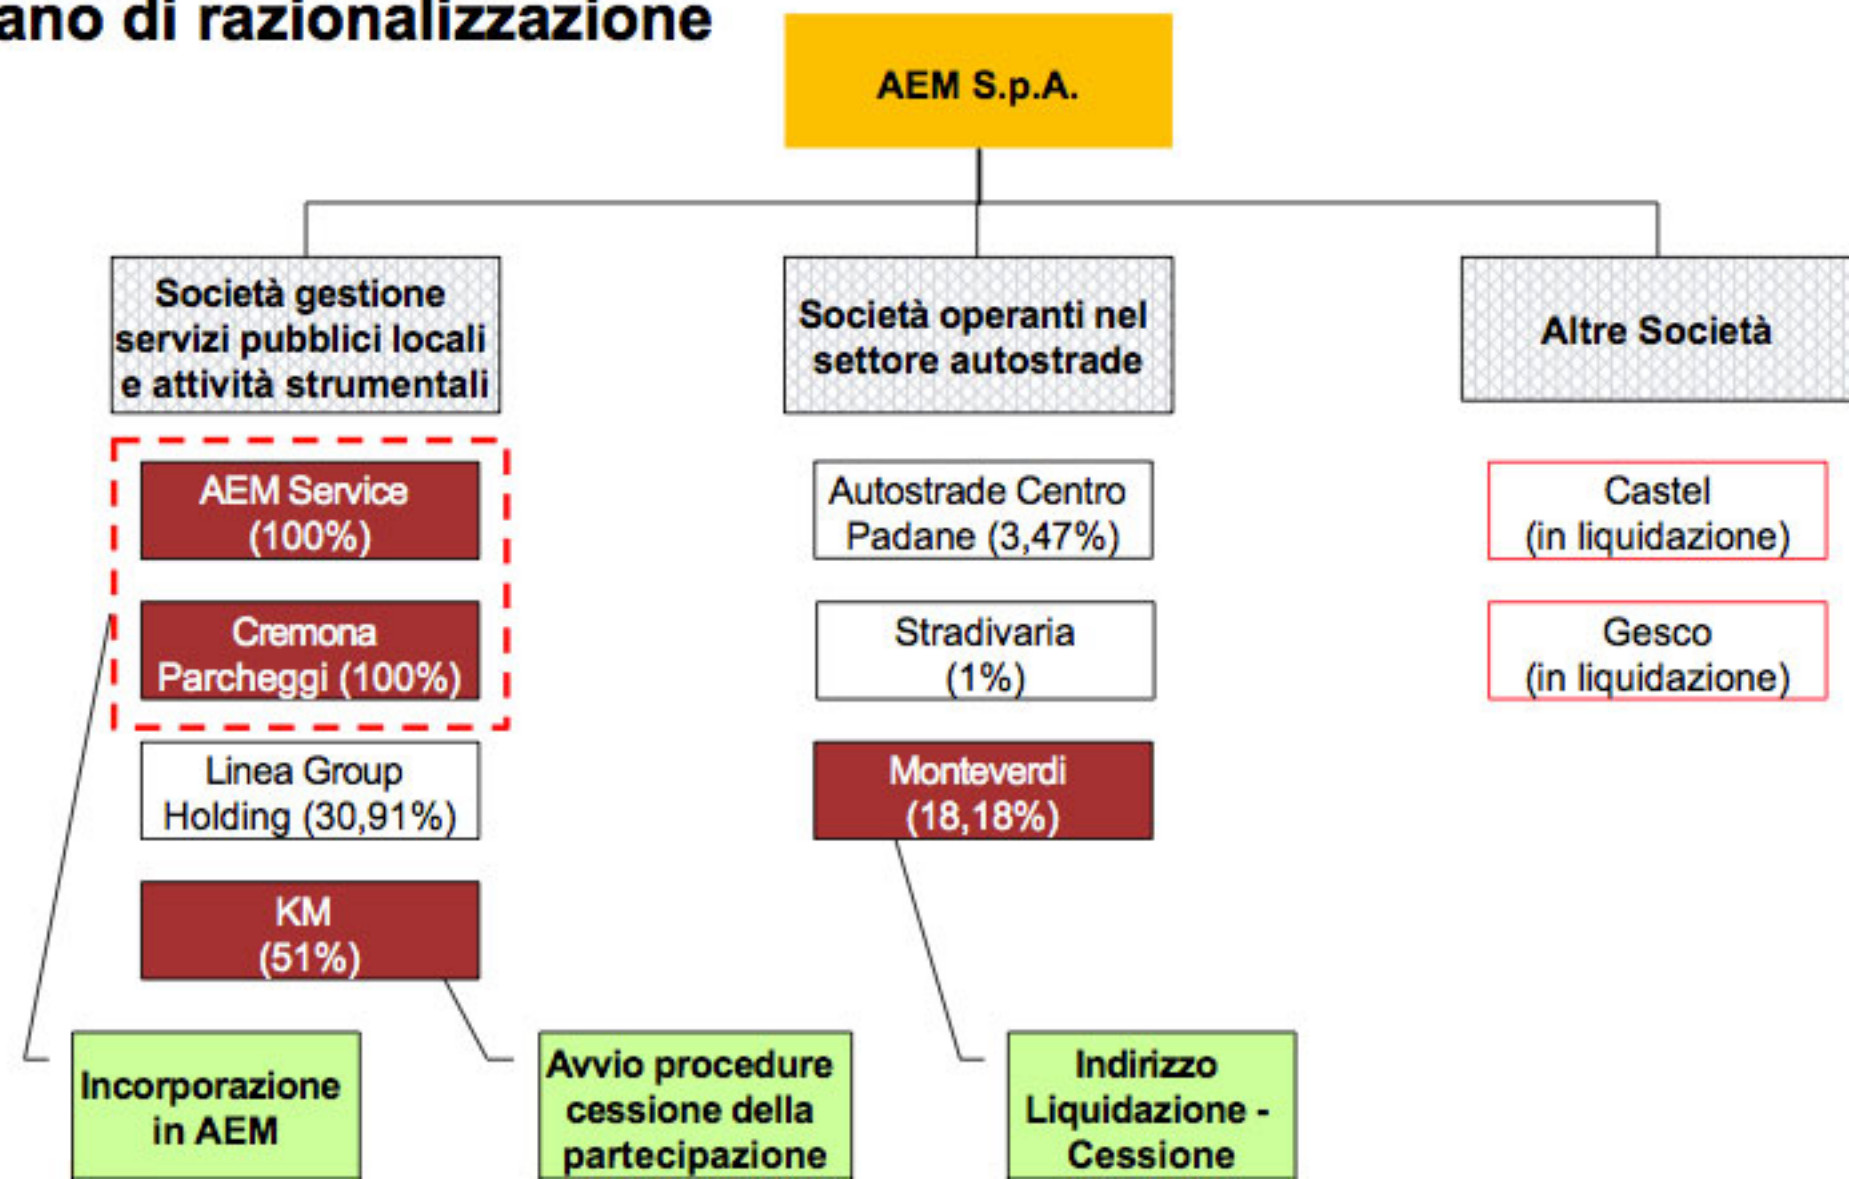 ano di razionalizzazione
AEM S.p.A.
Società gestione
servizi pubblici locali
e attività strumentali
Società operanti nel
settore autostrade
Altre Società
AEM Service
(100%)
Cremona
Parcheggi (100%)
Linea Group
Holding (30,91%)
KM
(51%)
Autostrade Centro
Padane (3,47%)
Stradivaria
(1%)
Monteverdi
(18,18%)
Castel
(in liquidazione)
Gesco
(in liquidazione)
Incorporazione
in AEM
Avvio procedure
cessione della
partecipazione
Indirizzo
Liquidazione -
Cessione